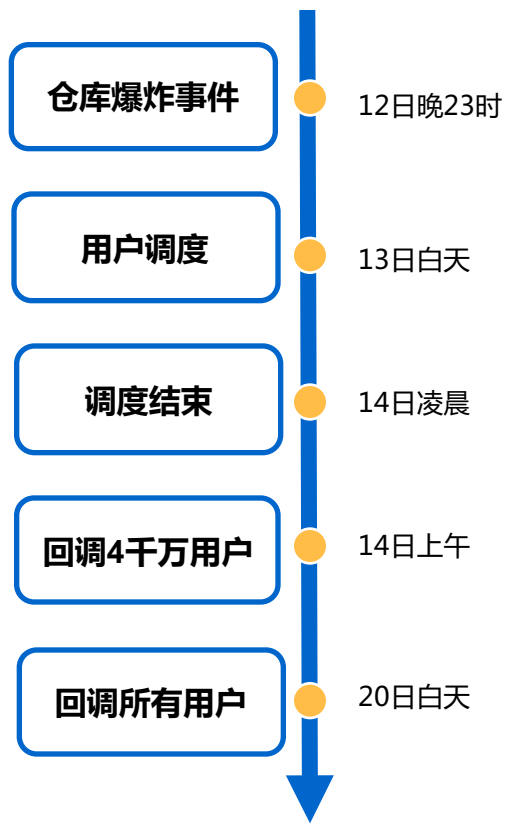 仓库爆炸事件
12日晚23时
用户调度
13日白天
调度结束
14日凌晨
回调4千万用户
14日上午
回调所有用户
20日白天